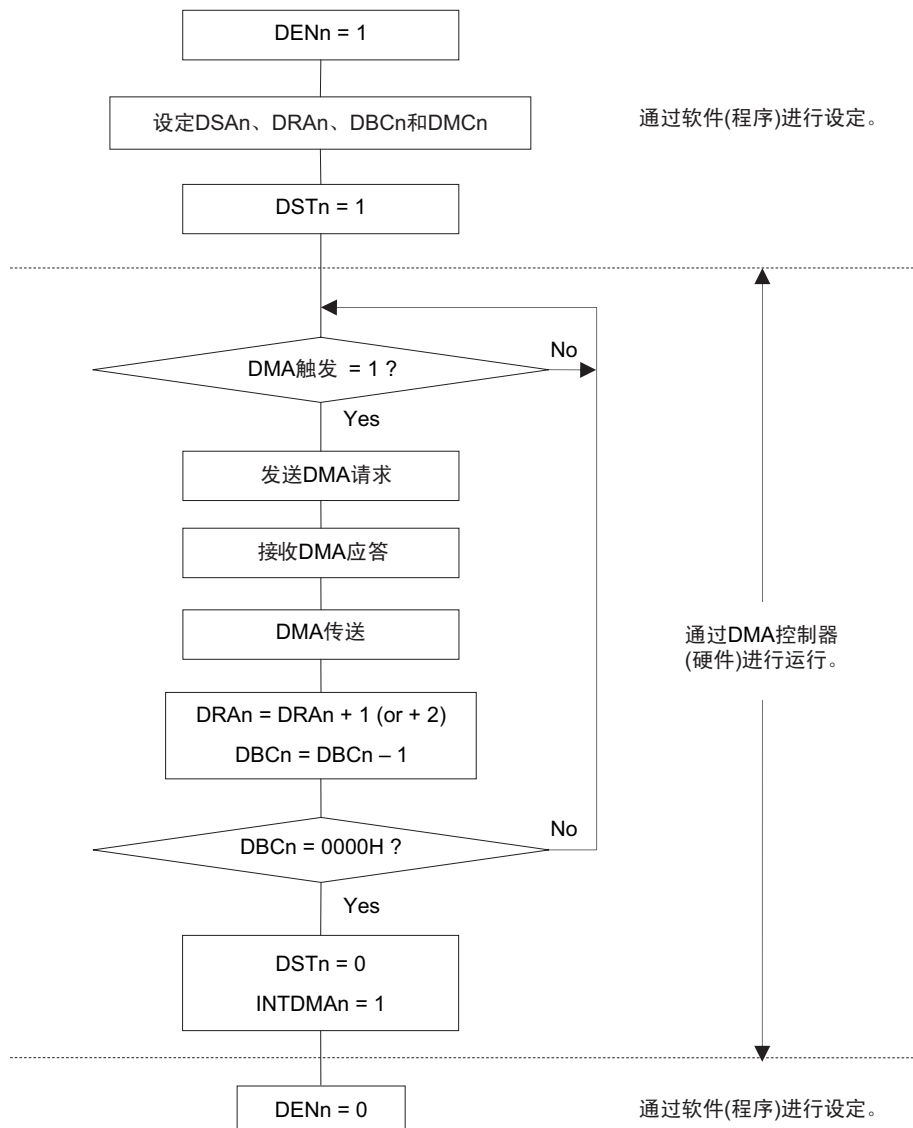 DENn = 1
设定DSAn、DRAn、DBCn和DMCn
通过软件(程序)进行设定。
DSTn = 1
DMA触发 = 1 ?
No
Yes
发送DMA请求
接收DMA应答
DMA传送
通过DMA控制器
(硬件)进行运行。
DRAn = DRAn + 1 (or + 2)
DBCn = DBCn – 1
DBCn = 0000H ?
No
Yes
DSTn = 0
INTDMAn = 1
DENn = 0
通过软件(程序)进行设定。